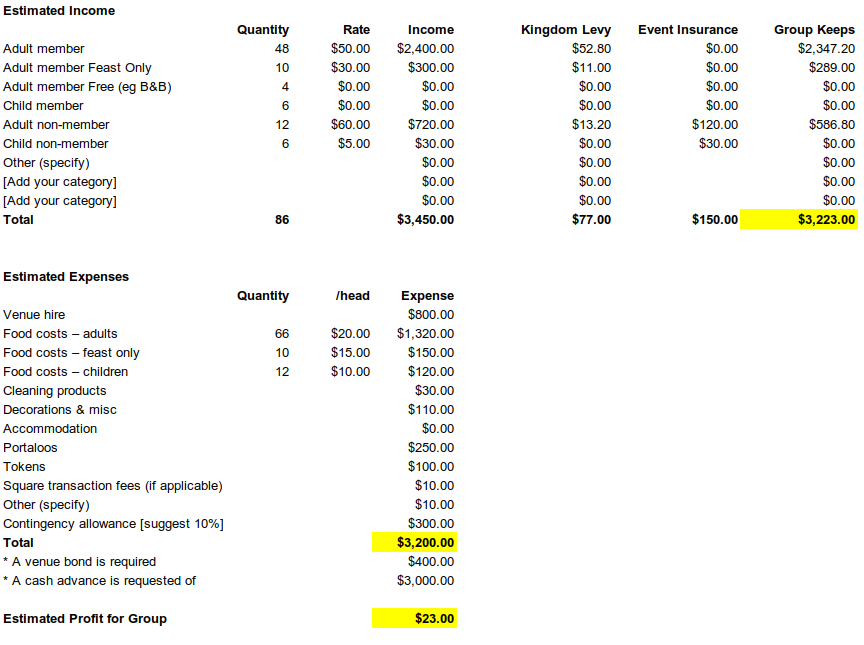 Estimated Income
Quantity Rate Income Kingdom Levy Event Insurance Group Keeps
Adult member 48 $50.00 $2,400.00 $52.80 $0.00 $2,347.20
Adult member Feast Only 10 $30.00 $300.00 $11.00 $0.00 $289.00
Adult member Free (eg B&B) 4 $0.00 $0.00 $0.00 $0.00 $0.00
Child member 6 $0.00 $0.00 $0.00 $0.00 $0.00
Adult non-member 12 $60.00 $720.00 $13.20 $120.00 $586.80
Child non-member 6 $5.00 $30.00 $0.00 $30.00 $0.00
Other (specify) $0.00 $0.00 $0.00
[Add your category] $0.00 $0.00 $0.00
[Add your category] $0.00 $0.00 $0.00
Total 86 $3,450.00 $77.00 $150.00 $3,223.00
Estimated Expenses
Quantity /head Expense
Venue hire $800.00
Food costs – adults 66 $20.00 $1,320.00
Food costs – feast only 10 $15.00 $150.00
Food costs – children 12 $10.00 $120.00
Cleaning products $30.00
Decorations & misc $110.00
Accommodation $0.00
Portaloos $250.00
Tokens $100.00
Square transaction fees (if applicable) $10.00
Other (specify) $10.00
Contingency allowance [suggest 10%] $300.00
Total $3,200.00
* A venue bond is required $400.00
* A cash advance is requested of $3,000.00
Estimated Profit for Group $23.00